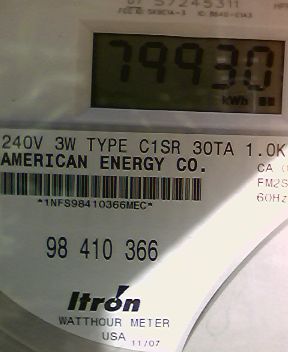 79930
kWh
240V 3W TYPE C1SR 30TA 1.0K
AMERICAN ENERGY CO.
CA
FM2S
60Hz
*1NFS98410366MEC*
98 410 366
Itron
WATTHOUR METER
USA 11/07